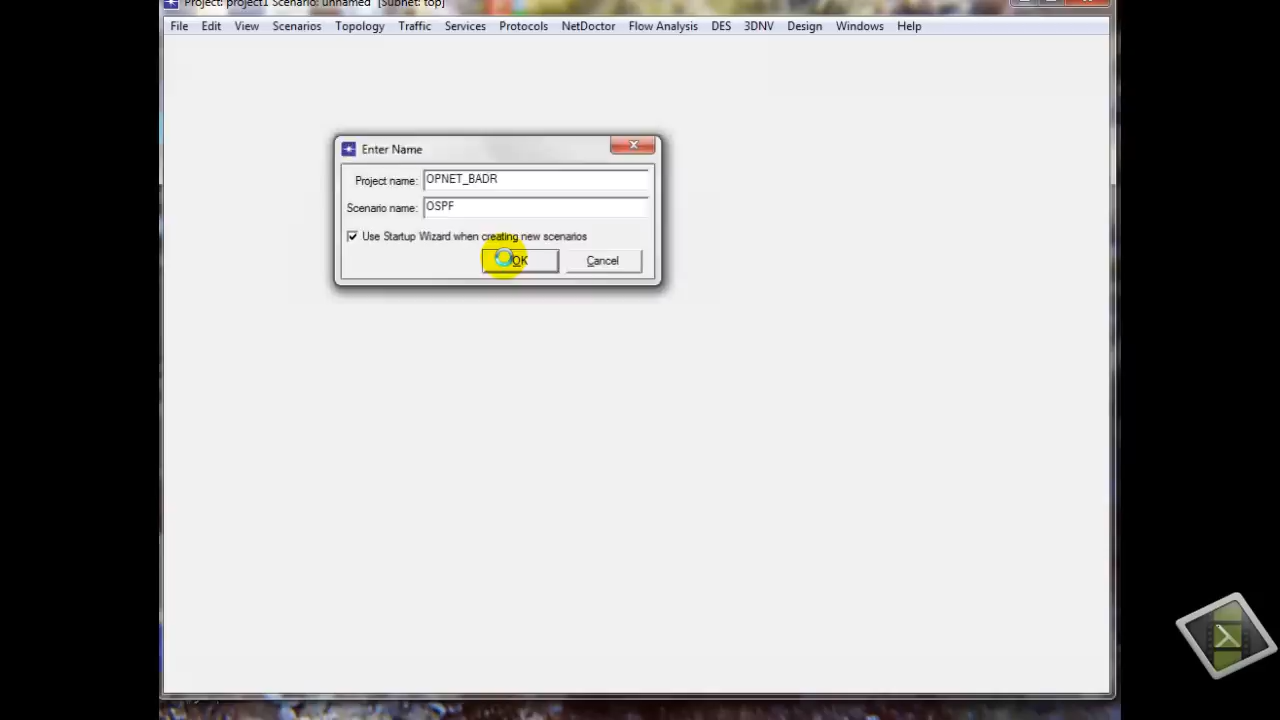 Project: project1 Scenario: unnamed [Subnet: top]
File Edit View Scenarios Topology Traffic Services Protocols NetDoctor Flow Analysis DES 3DNV Design Windows Help
Enter Name
Project name: OPNET_BADR
Scenario name: OSPF
Use Startup Wizard when creating new scenarios
OK Cancel